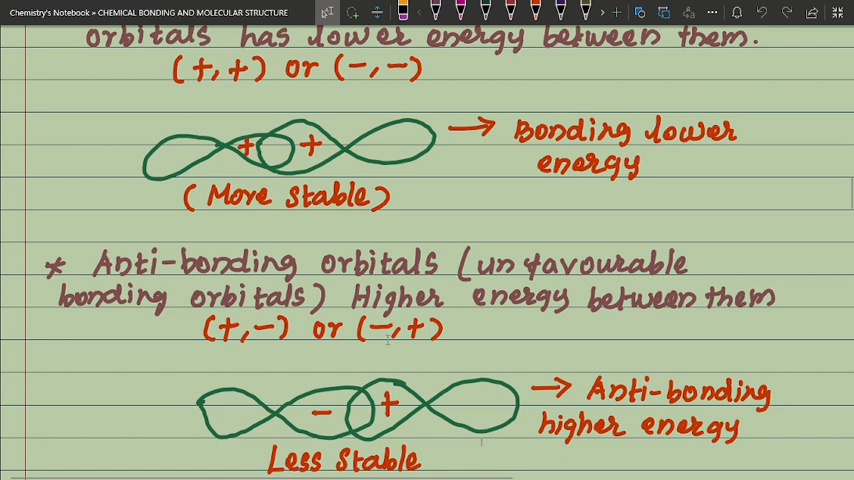 Chemistry's Notebook » CHEMICAL BONDING AND MOLECULAR STRUCTURE
orbitals has lower energy between them.
(+,+) or (-,-)
+ + → Bonding lower
energy
(More stable)
* Anti-bonding orbitals (unfavourable
bonding orbitals) Higher energy between them
(+,-) or (-,+)
- + → Anti-bonding
higher energy
Less stable